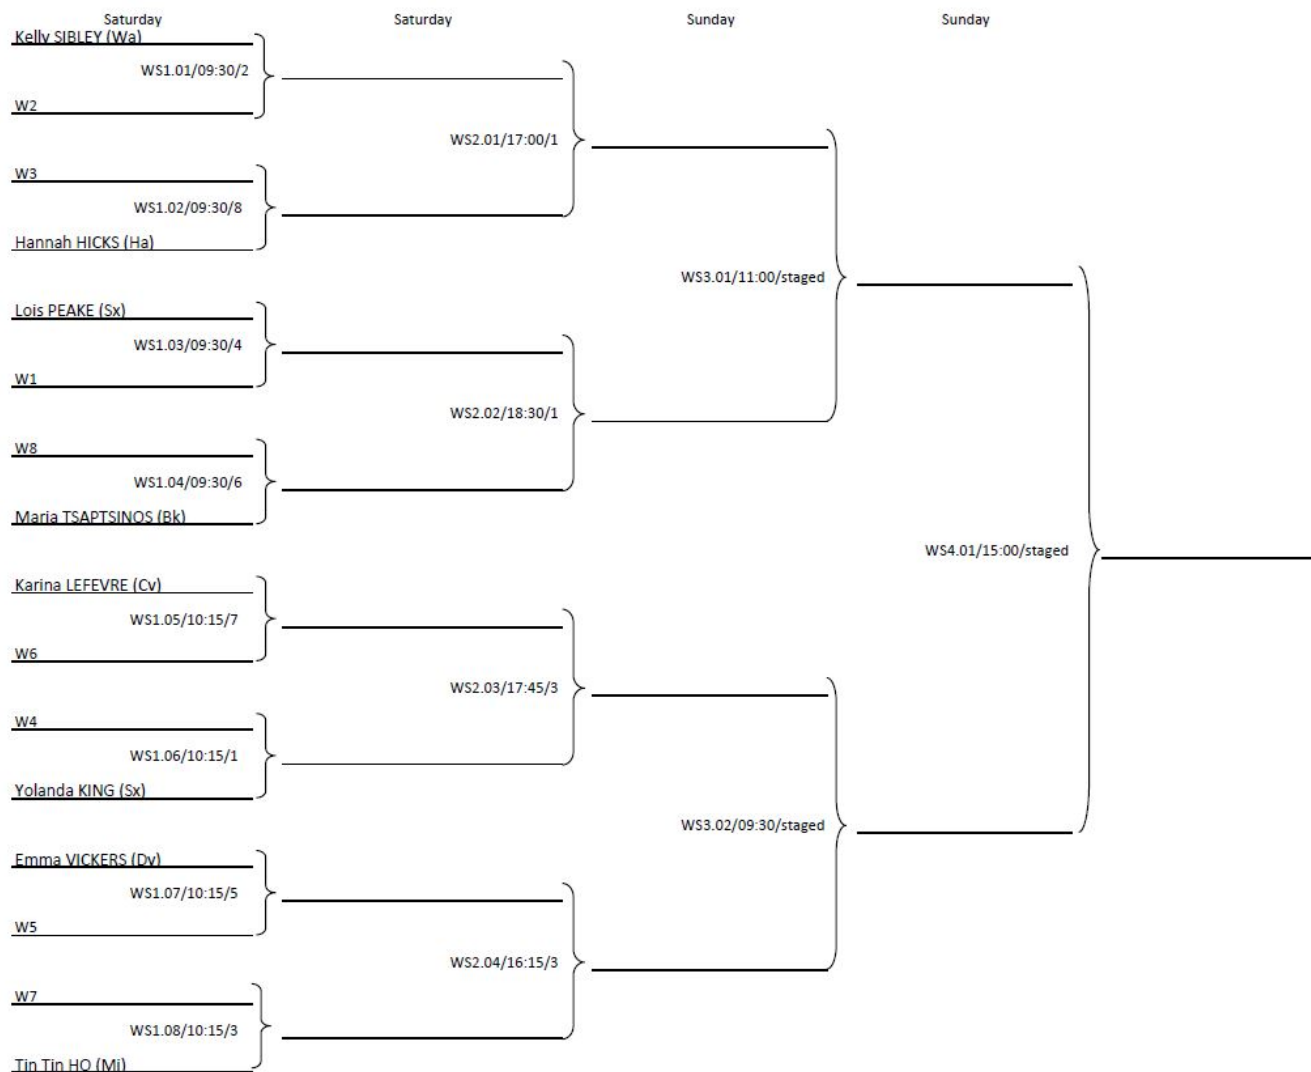 Saturday Saturday Sunday Sunday
Kelly SIBLEY (Wa)
WS1.01/09:30/2
W2
WS2.01/17:00/1
W3
WS1.02/09:30/8
Hannah HICKS (Ha)
WS3.01/11:00/staged
Lois PEAKE (Sx)
WS1.03/09:30/4
W1
WS2.02/18:30/1
W8
WS1.04/09:30/6
Maria TSAPTSINOS (Bk)
WS4.01/15:00/staged
Karina LEFEVRE (Cv)
WS1.05/10:15/7
W6
WS2.03/17:45/3
W4
WS1.06/10:15/1
Yolanda KING (Sx)
WS3.02/09:30/staged
Emma VICKERS (Dv)
WS1.07/10:15/5
W5
WS2.04/16:15/3
W7
WS1.08/10:15/3
Tin Tin HO (Mi)